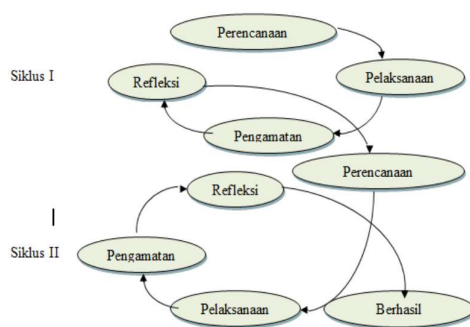 Perencanaan
Siklus I
Refleksi
Pelaksanaan
Pengamatan
Perencanaan
Refleksi
Siklus II
Pengamatan
Pelaksanaan
Berhasil